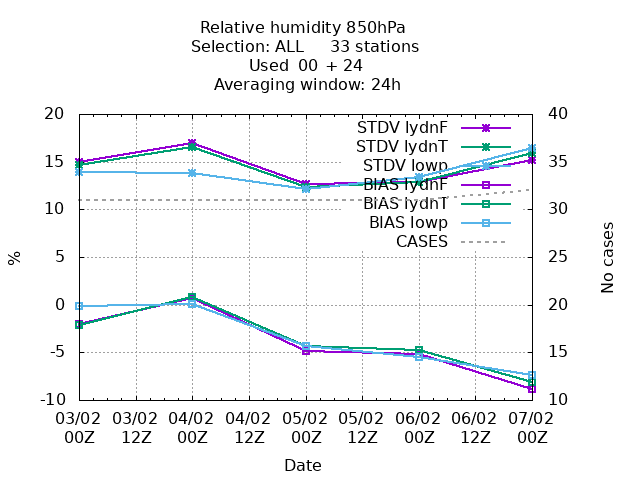 Relative humidity 850hPa
Selection: ALL 33 stations
Used 00 + 24
Averaging window: 24h
20 40
STDV lydnF
STDV lydnT
15 35
STDV lowp
BIAS lydnF
BIAS lydnT
10 30
BIAS lowp
CASES
5 25
% No cases
0 20
-5 15
-10 10
03/02 03/02 04/02 04/02 05/02 05/02 06/02 06/02 07/02
00Z 12Z 00Z 12Z 00Z 12Z 00Z 12Z 00Z
Date